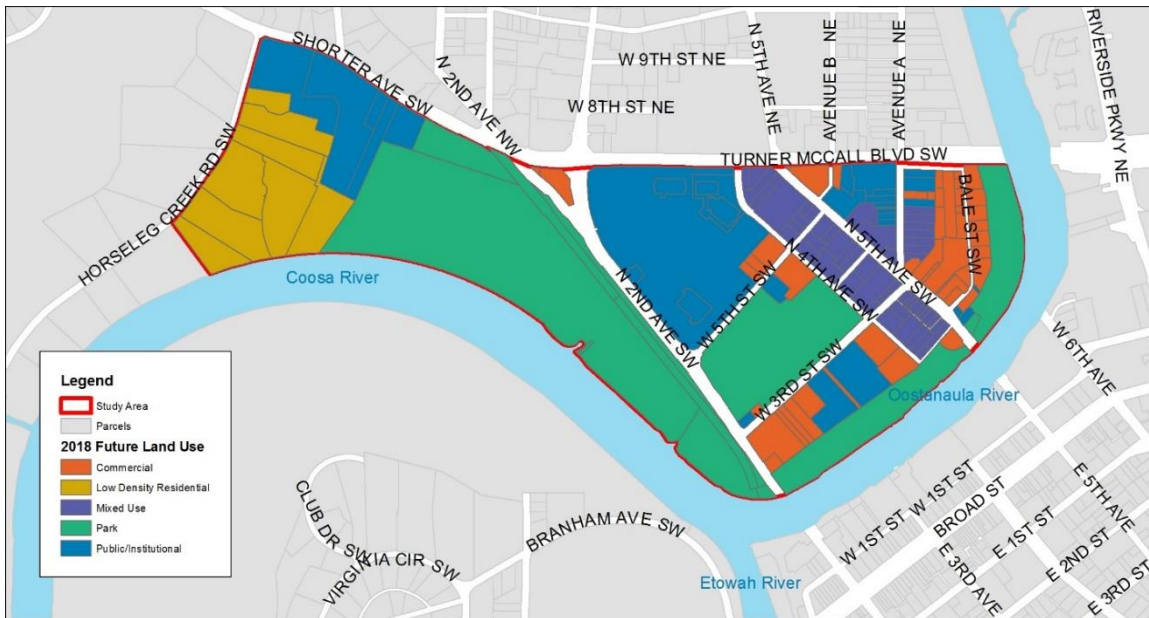 SHORTER AVE SW
N 2ND AVE NW
W 9TH ST NE
W 8TH ST NE
N 5TH AVE NE
AVENUE B NE
AVENUE A NE
RIVERSIDE PKWY NE
TURNER MCCALL BLVD SW
HORSELEG CREEK RD SW
BALE ST SW
N 5TH AVE SW
N 4TH AVE SW
W 5TH ST SW
N 2ND AVE SW
W 3RD ST SW
Coosa River
Oostanaula River
W 6TH AVE
Legend
Study Area
Parcels
2018 Future Land Use
Commercial
Low Density Residential
Mixed Use
Park
Public/Institutional
CLUB DR SW
VIRGINIA CIR SW
BRANHAM AVE SW
Etowah River
W 1ST ST
W 1ST ST
BROAD ST
E 5TH AVE
E 1ST ST
E 3RD AVE
E 2ND ST
E 3RD ST